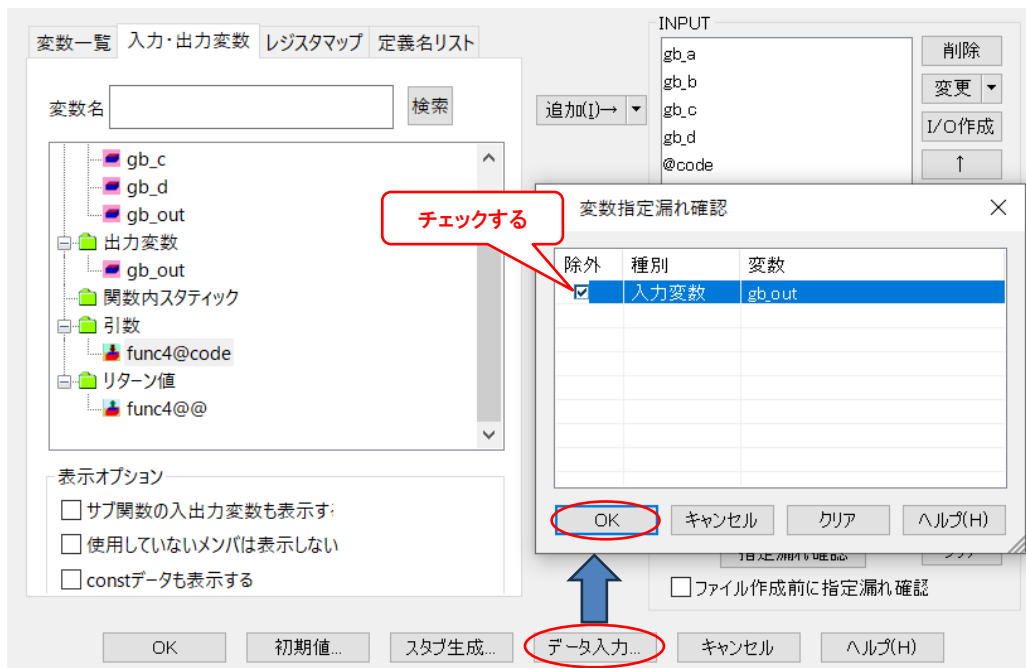 変数一覧 入力・出力変数 レジスタマップ 定義名リスト
変数名 検索
gb_c
gb_d
gb_out
出力変数
gb_out
関数内スタティック
引数
func4@code
リターン値
func4@@
表示オプション
サブ関数の入出力変数も表示す
使用していないメンバは表示しない
constデータも表示する
追加(I)→
INPUT
gb_a
gb_b
gb_c
gb_d
@code
削除
変更
I/O作成
↑
チェックする
変数指定漏れ確認
除外 種別 変数
入力変数 gb_out
OK キャンセル クリア ヘルプ(H)
指定漏れ確認 クリア
ファイル作成前に指定漏れ確認
OK 初期値... スタブ生成... データ入力... キャンセル ヘルプ(H)